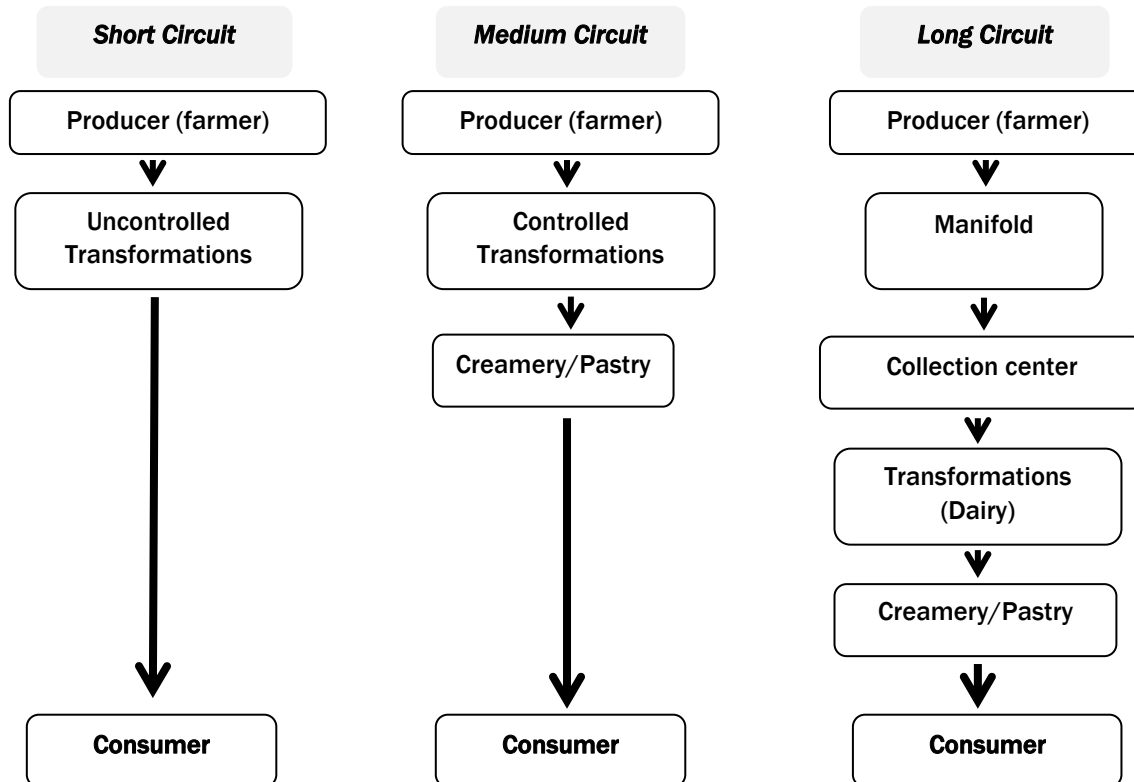 Short Circuit
Producer (farmer)
Uncontrolled
Transformations
Consumer
Medium Circuit
Producer (farmer)
Controlled
Transformations
Creamery/Pastry
Consumer
Long Circuit
Producer (farmer)
Manifold
Collection center
Transformations
(Dairy)
Creamery/Pastry
Consumer